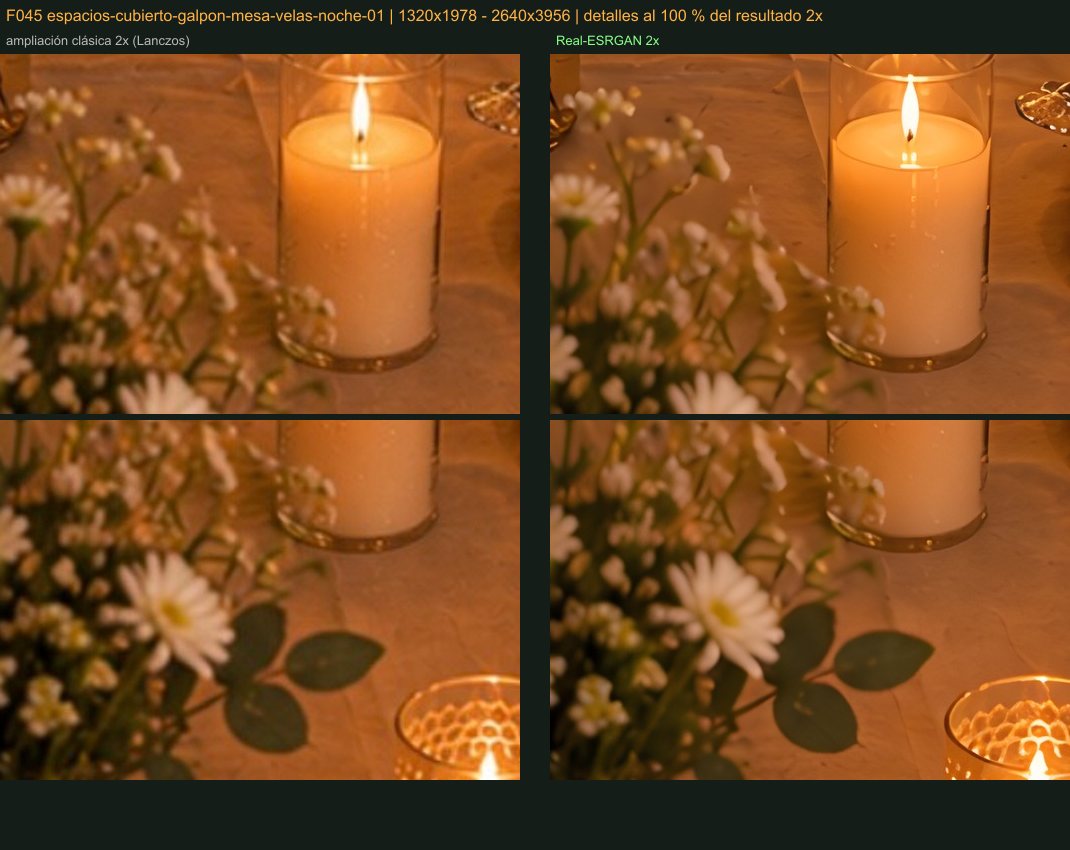 F045 espacios-cubierto-galpon-mesa-velas-noche-01 | 1320x1978 - 2640x3956 | detalles al 100 % del resultado 2x
ampliación clásica 2x (Lanczos)
Real-ESRGAN 2x